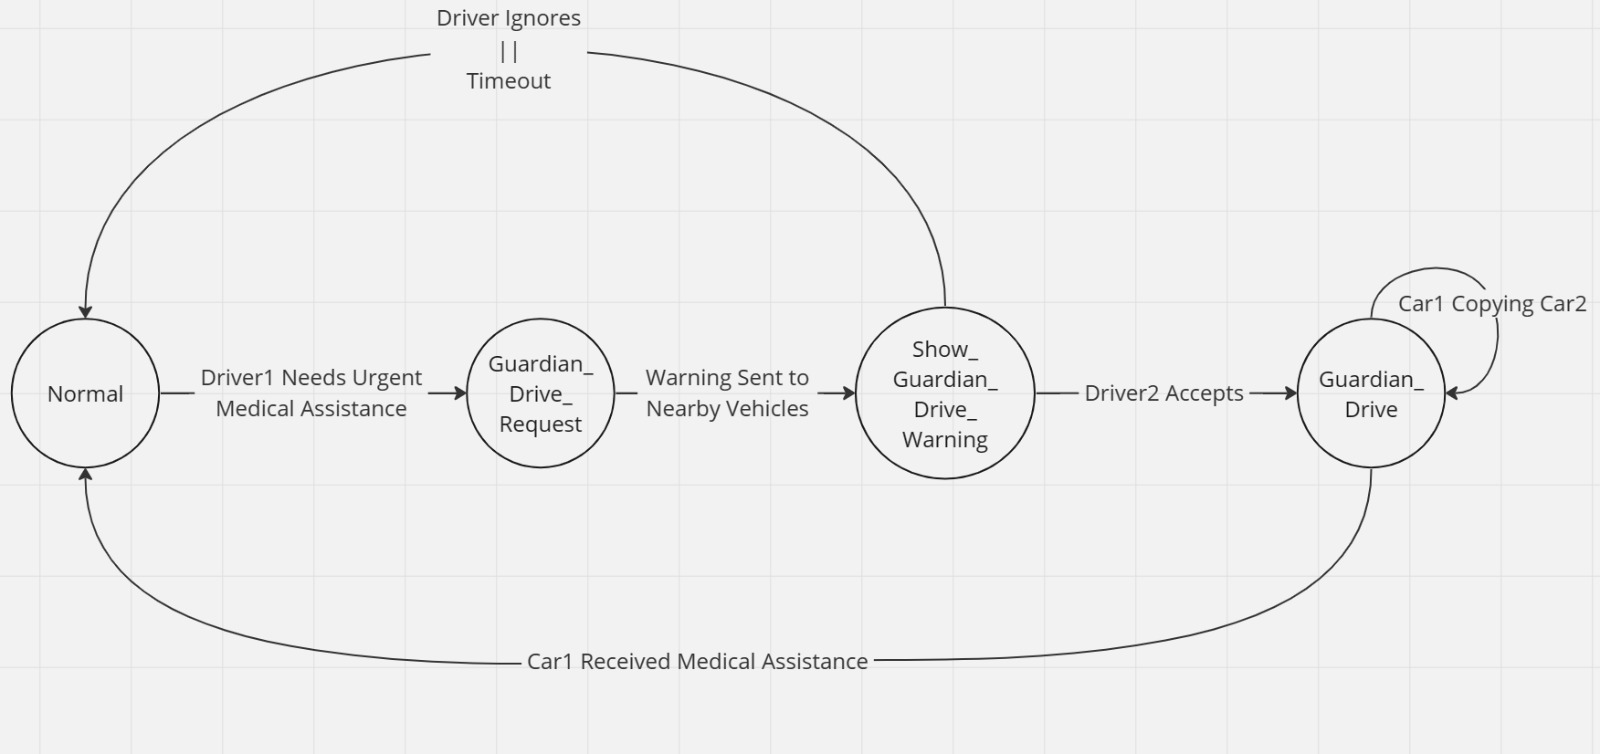 Driver Ignores
||
Timeout
Normal
Driver1 Needs Urgent
Medical Assistance
Guardian_
Drive_
Request
Warning Sent to
Nearby Vehicles
Show_
Guardian_
Drive_
Warning
Driver2 Accepts
Guardian_
Drive
Car1 Copying Car2
Car1 Received Medical Assistance